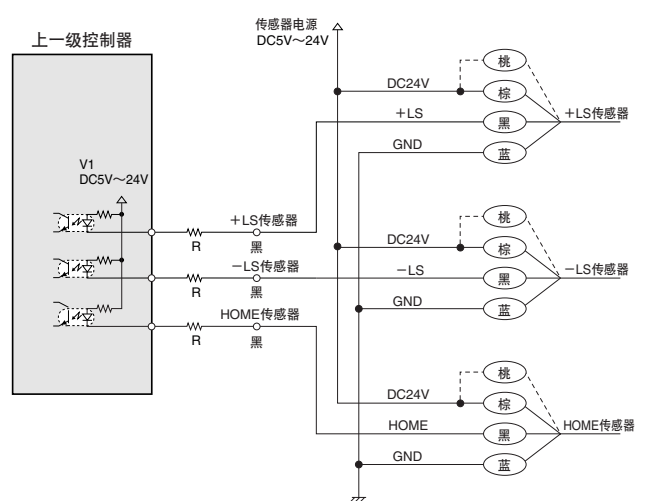 上一级控制器
传感器电源
DC5V～24V
桃
DC24V
棕
＋LS
黑
＋LS传感器
GND
蓝
V1
DC5V～24V
＋LS传感器
R
黑
桃
DC24V
棕
－LS传感器
－LS
黑
－LS传感器
R
黑
GND
蓝
HOME传感器
R
黑
桃
DC24V
棕
HOME
黑
HOME传感器
GND
蓝